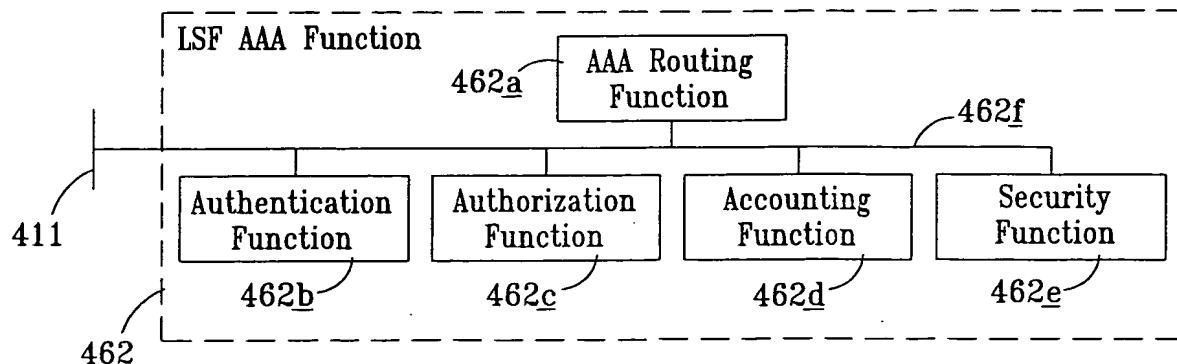 LSF AAA Function
AAA Routing
Function
462a
462f
Authentication
Function
Authorization
Function
Accounting
Function
Security
Function
411
462b
462c
462d
462e
462